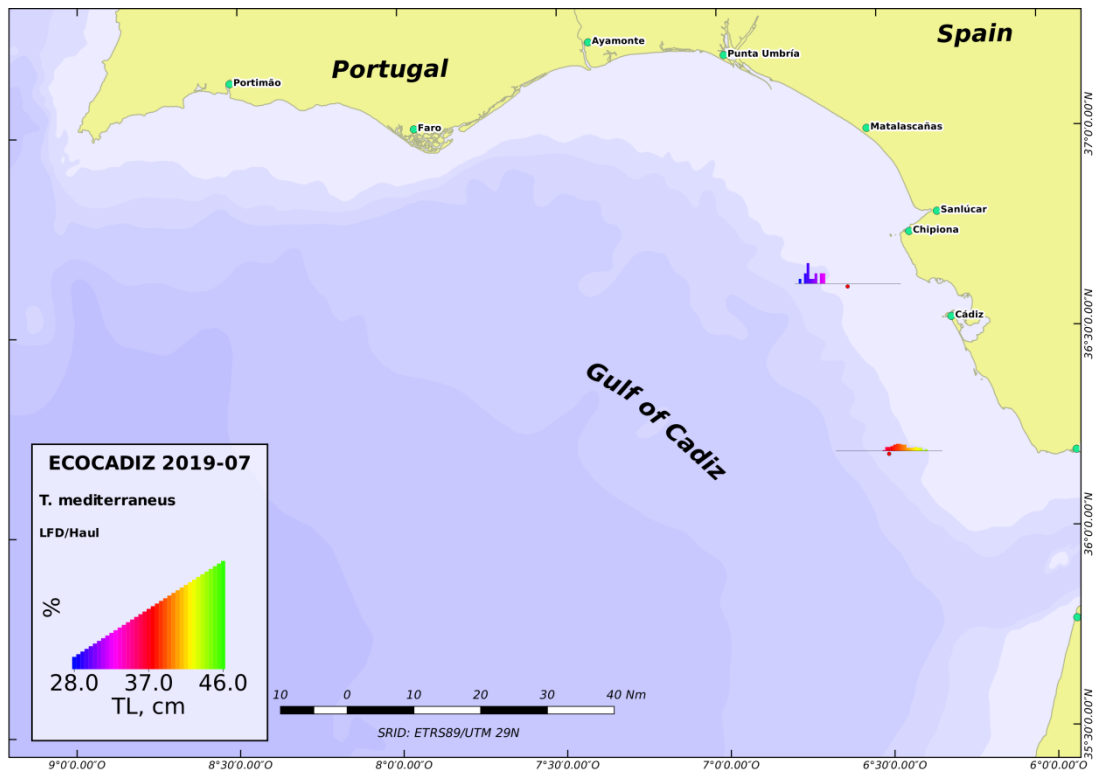 Spain
Ayamonte
Punta Umbría
Portugal
Portimão
Faro
Matalascañas
37°0'0.00"N
Sanlúcar
Chipiona
Cádiz
36°30'0.00"N
Gulf of Cadiz
ECOCADIZ 2019-07
T. mediterraneus
LFD/Haul
%
28.0 37.0 46.0
TL, cm
36°0'0.00"N
10 0 10 20 30 40 Nm
SRID: ETRS89/UTM 29N
35°30'0.00"N
9°0'0.00"O 8°30'0.00"O 8°0'0.00"O 7°30'0.00"O 7°0'0.00"O 6°30'0.00"O 6°0'0.00"O